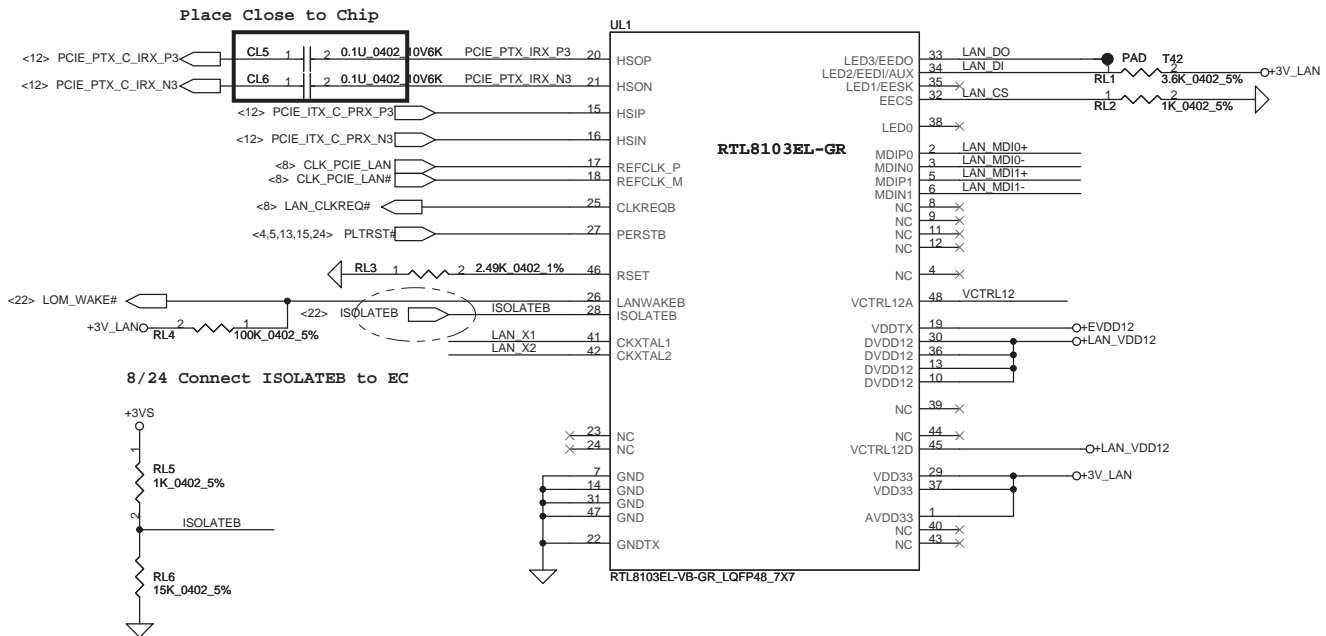 Place Close to Chip
<12> PCIE_PTX_C_IRX_P3
CL5 1 2 0.1U_0402_10V6K
PCIE_PTX_IRX_P3
<12> PCIE_PTX_C_IRX_N3
CL6 1 2 0.1U_0402_10V6K
PCIE_PTX_IRX_N3
<12> PCIE_ITX_C_PRX_P3
<12> PCIE_ITX_C_PRX_N3
<8> CLK_PCIE_LAN
<8> CLK_PCIE_LAN#
<8> LAN_CLKREQ#
<4,5,13,15,24> PLTRST#
RL3 1 2 2.49K_0402_1%
<22> LOM_WAKE#
<22> ISOLATEB
ISOLATEB
+3V_LAN 2 1
RL4 100K_0402_5%
LAN_X1
LAN_X2
8/24 Connect ISOLATEB to EC
+3VS
1
RL5
1K_0402_5%
2
ISOLATEB
RL6
15K_0402_5%
UL1
RTL8103EL-GR
20 HSOP
21 HSON
15 HSIP
16 HSIN
17 REFCLK_P
18 REFCLK_M
25 CLKREQB
27 PERSTB
46 RSET
26 LANWAKEB
28 ISOLATEB
41 CKXTAL1
42 CKXTAL2
23 NC
24 NC
7 GND
14 GND
31 GND
47 GND
22 GNDTX
RTL8103EL-VB-GR_LQFP48_7X7
LED3/EEDO 33 LAN_DO
LED2/EEDI/AUX 34 LAN_DI
LED1/EESK 35
EECS 32 LAN_CS
LED0 38
MDIP0 2 LAN_MDI0+
MDIN0 3 LAN_MDI0-
MDIP1 5 LAN_MDI1+
MDIN1 6 LAN_MDI1-
NC 8
NC 9
NC 11
NC 12
NC 4
VCTRL12A 48 VCTRL12
VDDTX 19 +EVDD12
DVDD12 30 +LAN_VDD12
DVDD12 36
DVDD12 13
DVDD12 10
NC 39
NC 44
VCTRL12D 45 +LAN_VDD12
VDD33 29 +3V_LAN
VDD33 37
AVDD33 1
NC 40
NC 43
PAD T42
RL1 2 3.6K_0402_5% +3V_LAN
1 2
RL2 1K_0402_5%